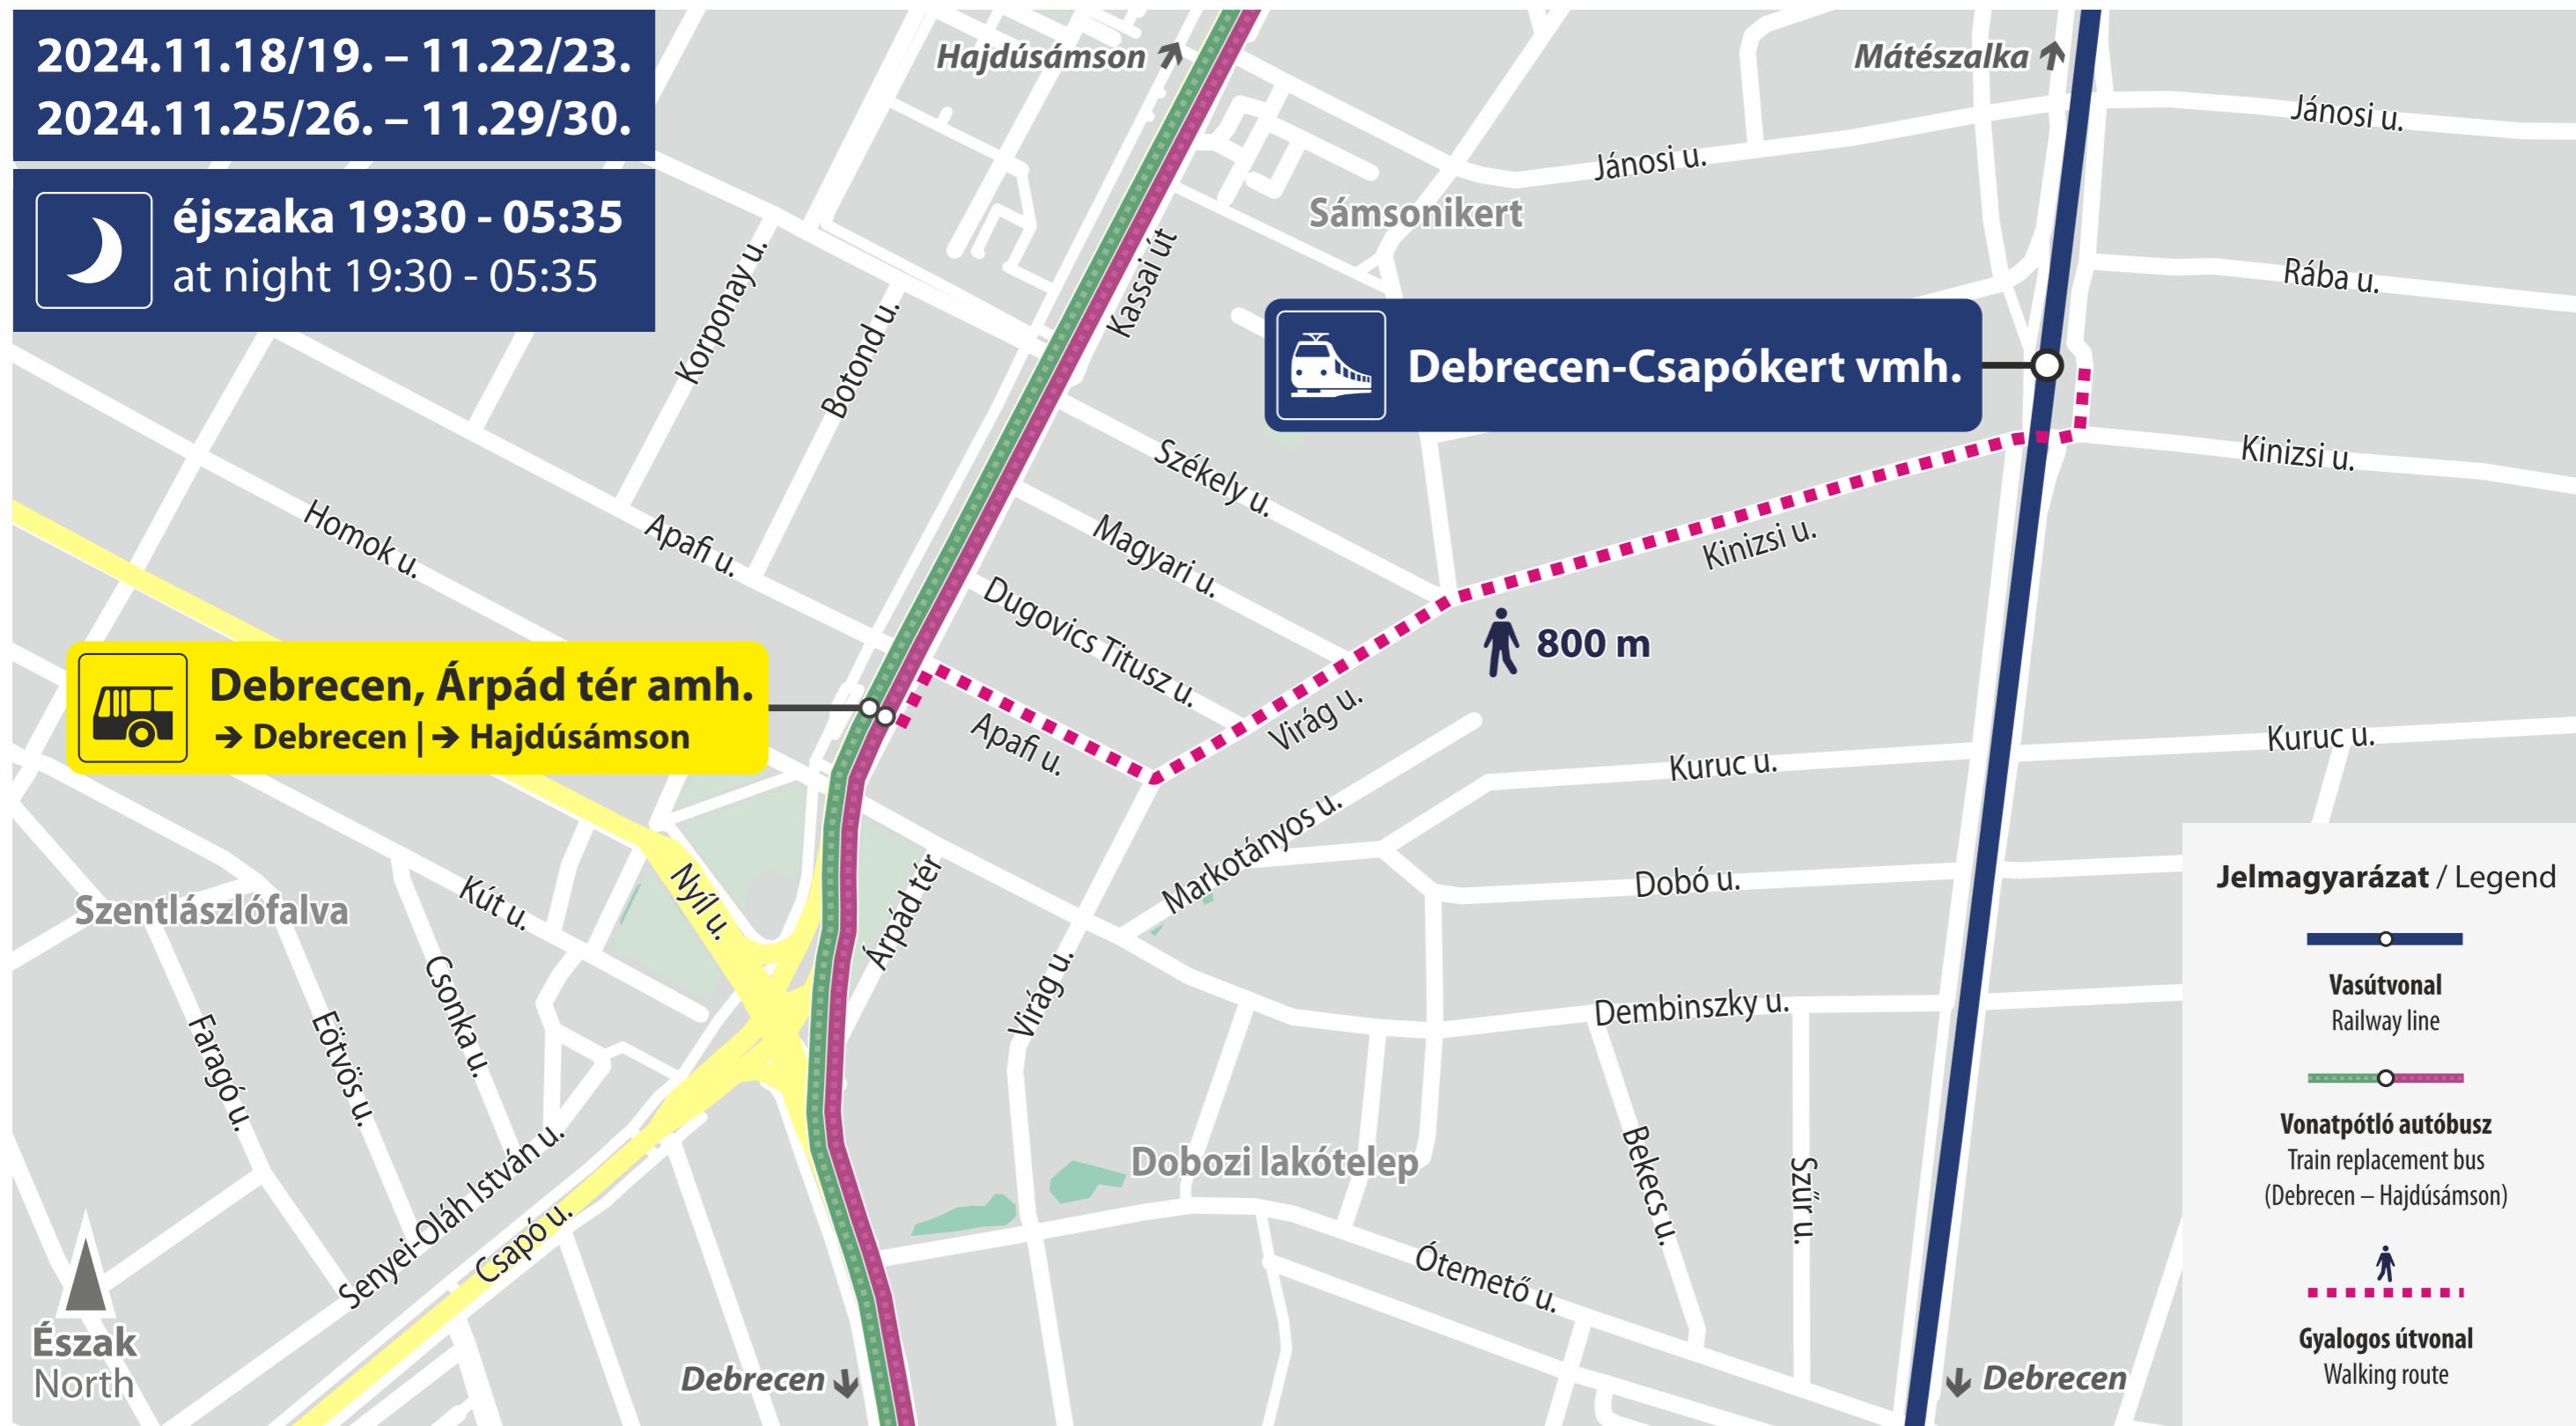 2024.11.18/19. – 11.22/23.
2024.11.25/26. – 11.29/30.
éjszaka 19:30 - 05:35
at night 19:30 - 05:35
Hajdúsámson
Mátészalka
Jánosi u.
Jánosi u.
Sámsonikert
Kassai út
Korponay u.
Botond u.
Rába u.
Debrecen-Csapókert vmh.
Székely u.
Kinizsi u.
Kinizsi u.
Homok u.
Apafi u.
Magyari u.
Dugovics Titusz u.
800 m
Debrecen, Árpád tér amh.
Debrecen | Hajdúsámson
Apafi u.
Virág u.
Kuruc u.
Kuruc u.
Markotányos u.
Nyíl u.
Árpád tér
Dobó u.
Szentlászlófalva
Kút u.
Csonka u.
Virág u.
Dembinszky u.
Faragó u.
Eötvös u.
Senyei-Oláh István u.
Csapó u.
Dobozi lakótelep
Bekecs u.
Szűr u.
Ótemető u.
Debrecen
Debrecen
Észak
North
Jelmagyarázat / Legend
Vasútvonal
Railway line
Vonatpótló autóbusz
Train replacement bus
(Debrecen – Hajdúsámson)
Gyalogos útvonal
Walking route